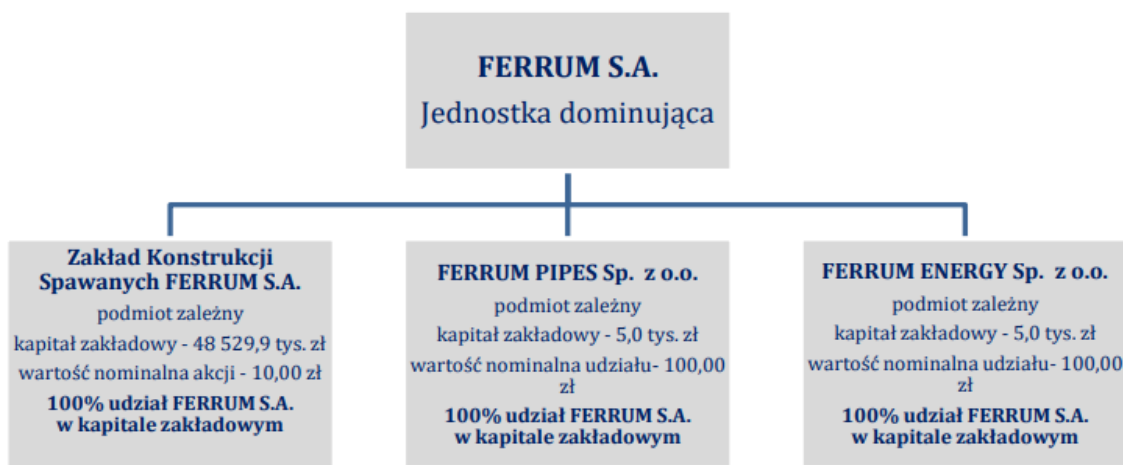 FERRUM S.A.
Jednostka dominująca
Zakład Konstrukcji
Spawanych FERRUM S.A.
podmiot zależny
kapitał zakładowy - 48 529,9 tys. zł
wartość nominalna akcji - 10,00 zł
100% udział FERRUM S.A.
w kapitale zakładowym
FERRUM PIPES Sp. z o.o.
podmiot zależny
kapitał zakładowy - 5,0 tys. zł
wartość nominalna udziału- 100,00
zł
100% udział FERRUM S.A.
w kapitale zakładowym
FERRUM ENERGY Sp. z o.o.
podmiot zależny
kapitał zakładowy - 5,0 tys. zł
wartość nominalna udziału- 100,00
zł
100% udział FERRUM S.A.
w kapitale zakładowym